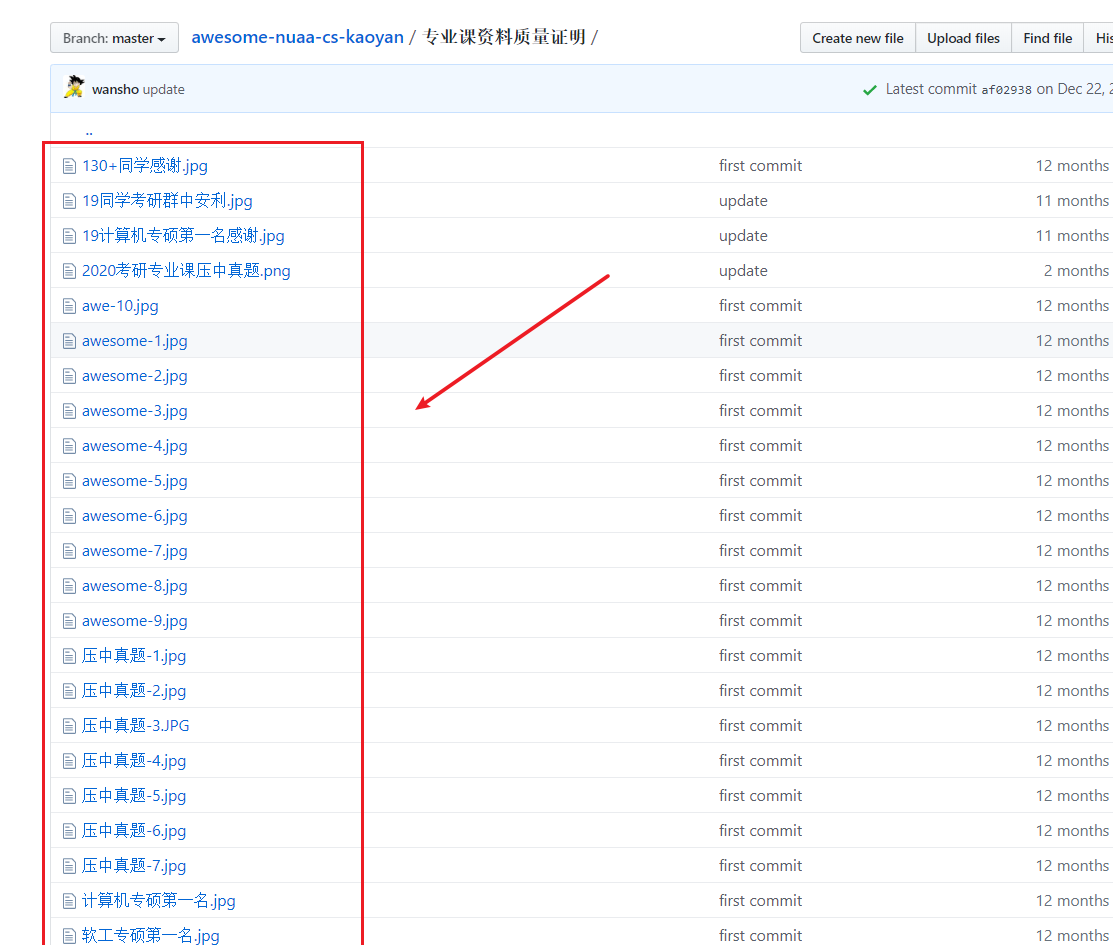 Branch: master awesome-nuaa-cs-kaoyan / 专业课资料质量证明 / Create new file Upload files Find file His
wansho update Latest commit af02938 on Dec 22, 2
..
130+同学感谢.jpg first commit 12 months
19同学考研群中安利.jpg update 11 months
19计算机专硕第一名感谢.jpg update 11 months
2020考研专业课压中真题.png update 2 months
awe-10.jpg first commit 12 months
awesome-1.jpg first commit 12 months
awesome-2.jpg first commit 12 months
awesome-3.jpg first commit 12 months
awesome-4.jpg first commit 12 months
awesome-5.jpg first commit 12 months
awesome-6.jpg first commit 12 months
awesome-7.jpg first commit 12 months
awesome-8.jpg first commit 12 months
awesome-9.jpg first commit 12 months
压中真题-1.jpg first commit 12 months
压中真题-2.jpg first commit 12 months
压中真题-3.JPG first commit 12 months
压中真题-4.jpg first commit 12 months
压中真题-5.jpg first commit 12 months
压中真题-6.jpg first commit 12 months
压中真题-7.jpg first commit 12 months
计算机专硕第一名.jpg first commit 12 months
软工专硕第一名.jpg first commit 12 months